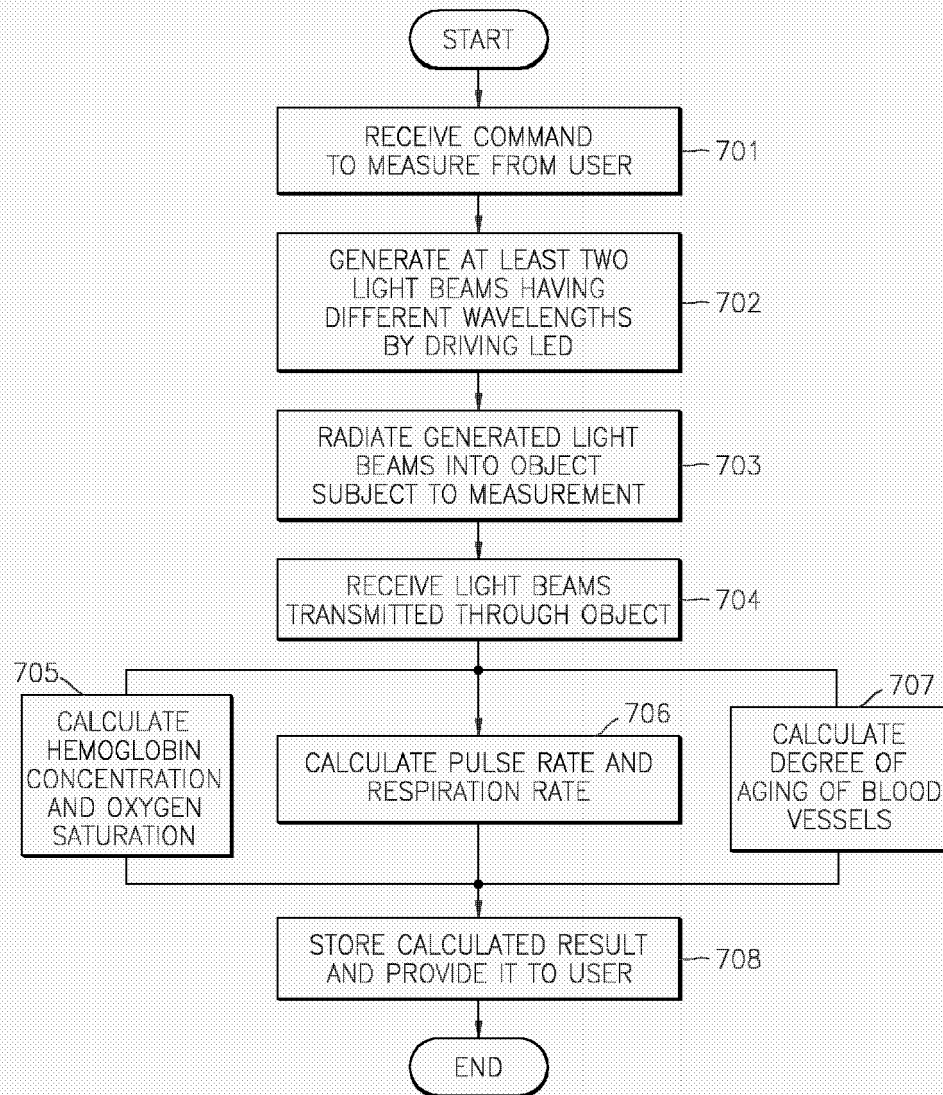 START
RECEIVE COMMAND
TO MEASURE FROM USER
701
GENERATE AT LEAST TWO
LIGHT BEAMS HAVING
DIFFERENT WAVELENGTHS
BY DRIVING LED
702
RADIATE GENERATED LIGHT
BEAMS INTO OBJECT
SUBJECT TO MEASUREMENT
703
RECEIVE LIGHT BEAMS
TRANSMITTED THROUGH OBJECT
704
705
CALCULATE
HEMOGLOBIN
CONCENTRATION
AND OXYGEN
SATURATION
706
CALCULATE PULSE RATE AND
RESPIRATION RATE
707
CALCULATE
DEGREE OF
AGING OF BLOOD
VESSELS
STORE CALCULATED RESULT
AND PROVIDE IT TO USER
708
END